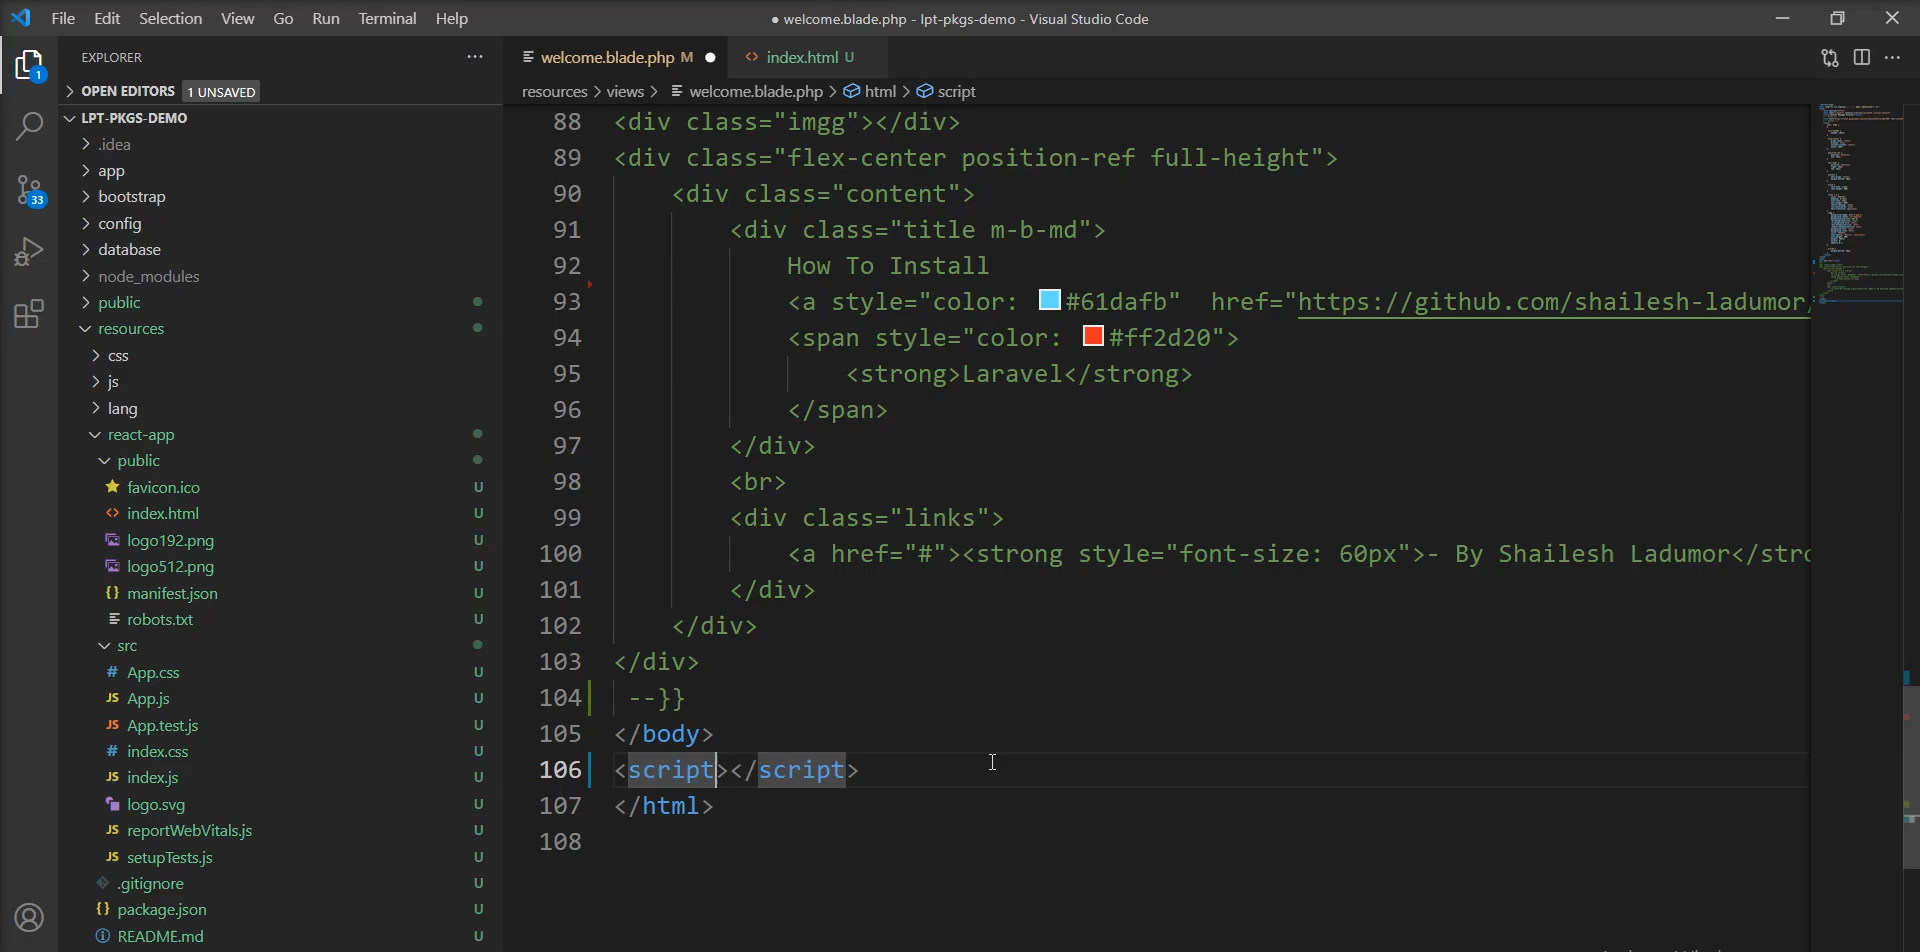 File Edit Selection View Go Run Terminal Help
● welcome.blade.php - lpt-pkgs-demo - Visual Studio Code
EXPLORER
OPEN EDITORS 1 UNSAVED
LPT-PKGS-DEMO
.idea
app
bootstrap
config
database
node_modules
public
resources
css
js
lang
react-app
public
favicon.ico U
index.html U
logo192.png U
logo512.png U
manifest.json U
robots.txt U
src
App.css U
App.js U
App.test.js U
index.css U
index.js U
logo.svg U
reportWebVitals.js U
setupTests.js U
.gitignore U
package.json U
README.md U
1
33
welcome.blade.php M
index.html U
resources > views > welcome.blade.php > html > script
88 <div class="imgg"></div>
89 <div class="flex-center position-ref full-height">
90 <div class="content">
91 <div class="title m-b-md">
92 How To Install
93 <a style="color: #61dafb" href="https://github.com/shailesh-ladumor/
94 <span style="color: #ff2d20">
95 <strong>Laravel</strong>
96 </span>
97 </div>
98 <br>
99 <div class="links">
100 <a href="#"><strong style="font-size: 60px">- By Shailesh Ladumor</stro
101 </div>
102 </div>
103 </div>
104 --}}
105 </body>
106 <script></script>
107 </html>
108